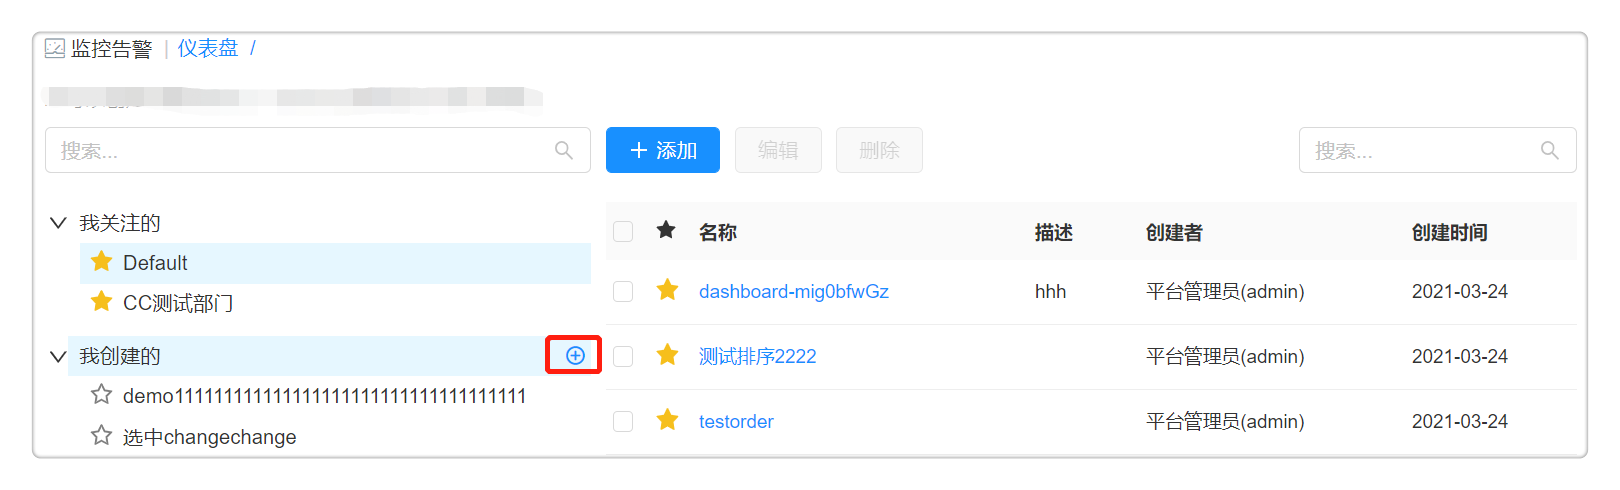 监控告警 | 仪表盘 /
搜索...
添加 编辑 删除
搜索...
我关注的
Default
CC测试部门
我创建的
选中changechange
名称 描述 创建者 创建时间
dashboard-mig0bfwGz hhh 平台管理员(admin) 2021-03-24
测试排序2222 平台管理员(admin) 2021-03-24
testorder 平台管理员(admin) 2021-03-24